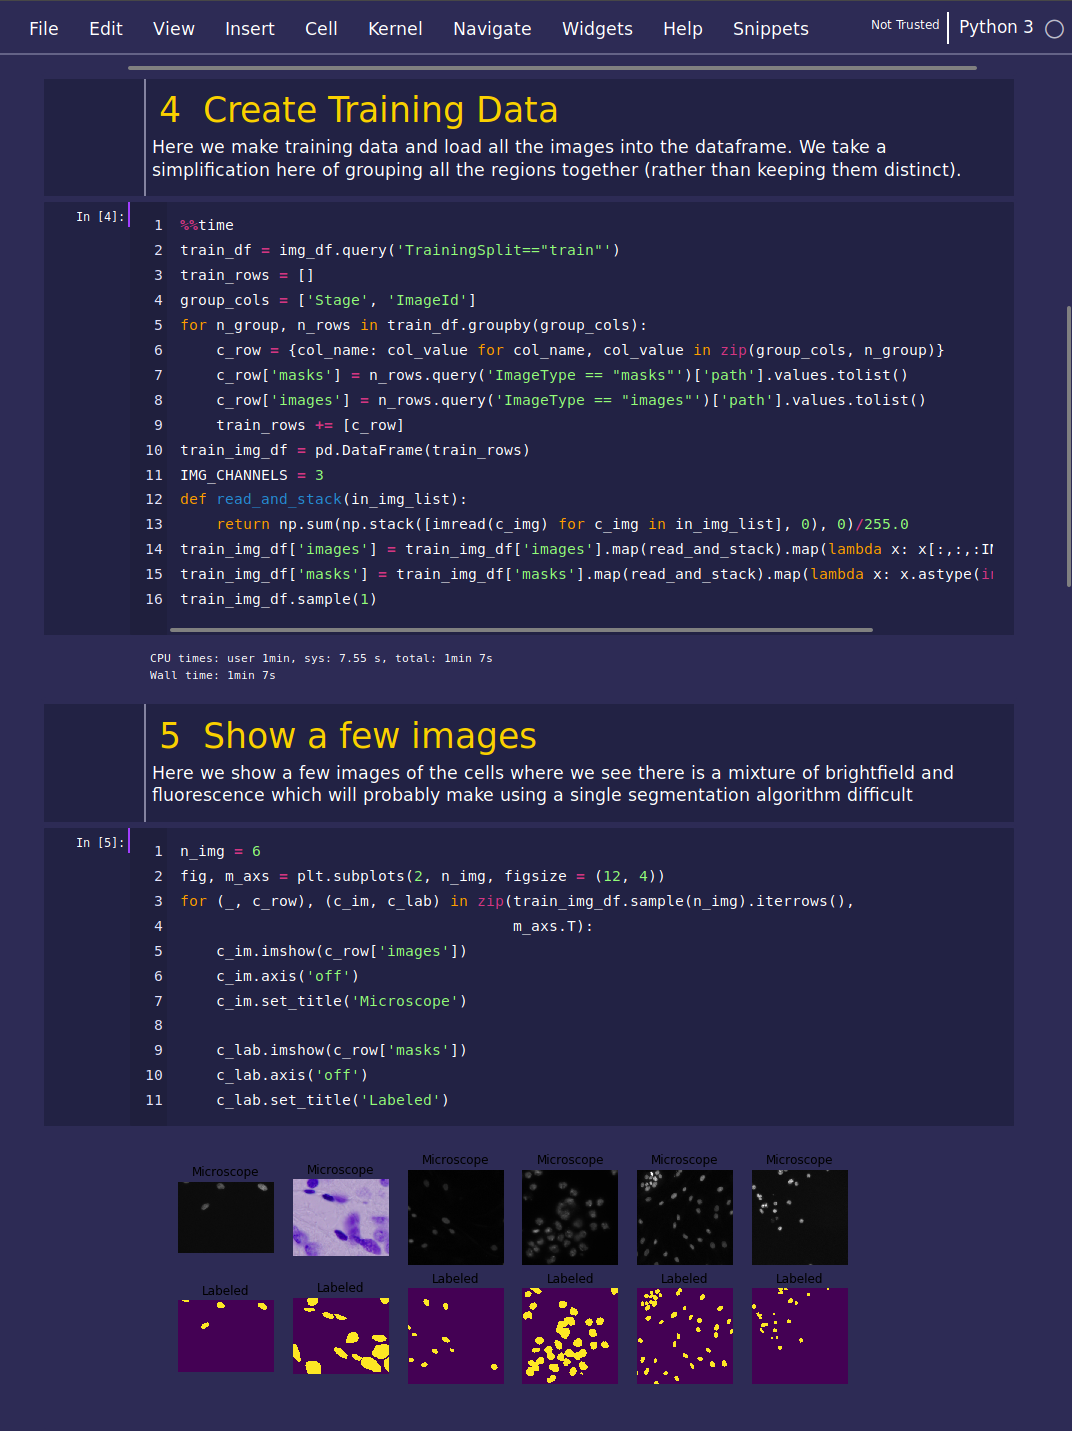 File Edit View Insert Cell Kernel Navigate Widgets Help Snippets Not Trusted Python 3
4 Create Training Data
Here we make training data and load all the images into the dataframe. We take a
simplification here of grouping all the regions together (rather than keeping them distinct).
In [4]:
1 %%time
2 train_df = img_df.query('TrainingSplit=="train"')
3 train_rows = []
4 group_cols = ['Stage', 'ImageId']
5 for n_group, n_rows in train_df.groupby(group_cols):
6     c_row = {col_name: col_value for col_name, col_value in zip(group_cols, n_group)}
7     c_row['masks'] = n_rows.query('ImageType == "masks"')['path'].values.tolist()
8     c_row['images'] = n_rows.query('ImageType == "images"')['path'].values.tolist()
9     train_rows += [c_row]
10 train_img_df = pd.DataFrame(train_rows)
11 IMG_CHANNELS = 3
12 def read_and_stack(in_img_list):
13     return np.sum(np.stack([imread(c_img) for c_img in in_img_list], 0), 0)/255.0
14 train_img_df['images'] = train_img_df['images'].map(read_and_stack).map(lambda x: x[:,:,:
15 train_img_df['masks'] = train_img_df['masks'].map(read_and_stack).map(lambda x: x.astype(
16 train_img_df.sample(1)
CPU times: user 1min, sys: 7.55 s, total: 1min 7s
Wall time: 1min 7s
5 Show a few images
Here we show a few images of the cells where we see there is a mixture of brightfield and
fluorescence which will probably make using a single segmentation algorithm difficult
In [5]:
1 n_img = 6
2 fig, m_axs = plt.subplots(2, n_img, figsize = (12, 4))
3 for (_, c_row), (c_im, c_lab) in zip(train_img_df.sample(n_img).iterrows(),
4                                      m_axs.T):
5     c_im.imshow(c_row['images'])
6     c_im.axis('off')
7     c_im.set_title('Microscope')
8
9     c_lab.imshow(c_row['masks'])
10     c_lab.axis('off')
11     c_lab.set_title('Labeled')
Microscope Microscope Microscope Microscope Microscope Microscope
Labeled Labeled Labeled Labeled Labeled Labeled